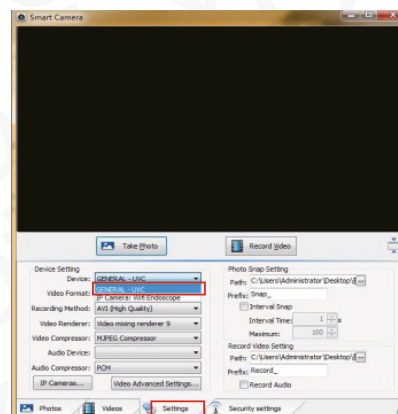 Smart Camera
Take Photo
Record Video
Device Setting
Device: GENERAL - UVC
GENERAL - UVC
IP Camera: Wifi Endoscope
Video Format:
Recording Method: AVI (High Quality)
Video Renderer: Video mixing renderer 9
Video Compressor: MJPEG Compressor
Audio Device:
Audio Compressor: PCM
IP Cameras...
Video Advanced Settings...
Photo Snap Setting
Path: C:\Users\Administrator\Desktop\
Prefix: Snap_
Interval Snap
Interval Time: 1 s
Maximum: 100
Record Video Setting
Path: C:\Users\Administrator\Desktop\
Prefix: Record_
Record Audio
Photos
Videos
Settings
Security settings